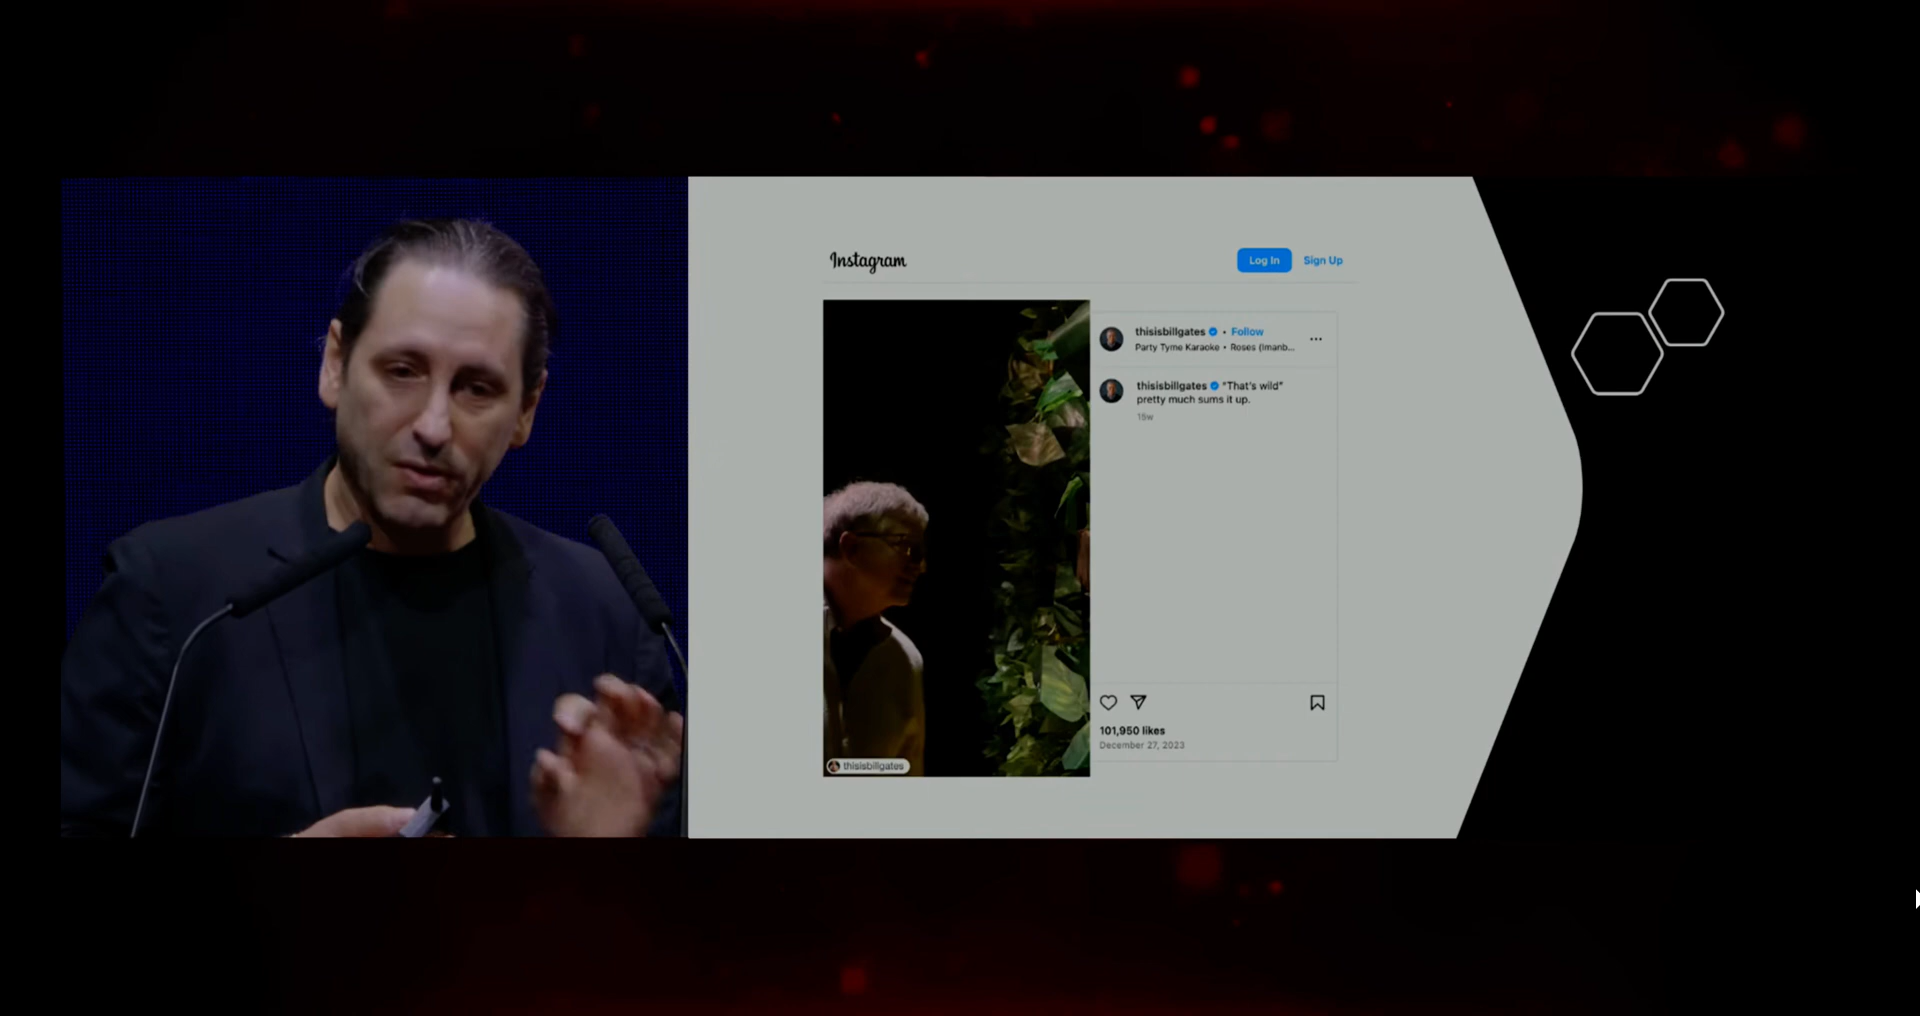 Instagram
Log In
Sign Up
thisisbillgates • Follow
Party Tyme Karaoke • Roses (Imanb...
thisisbillgates "That's wild"
pretty much sums it up.
15w
101,950 likes
December 27, 2023
thisisbillgates